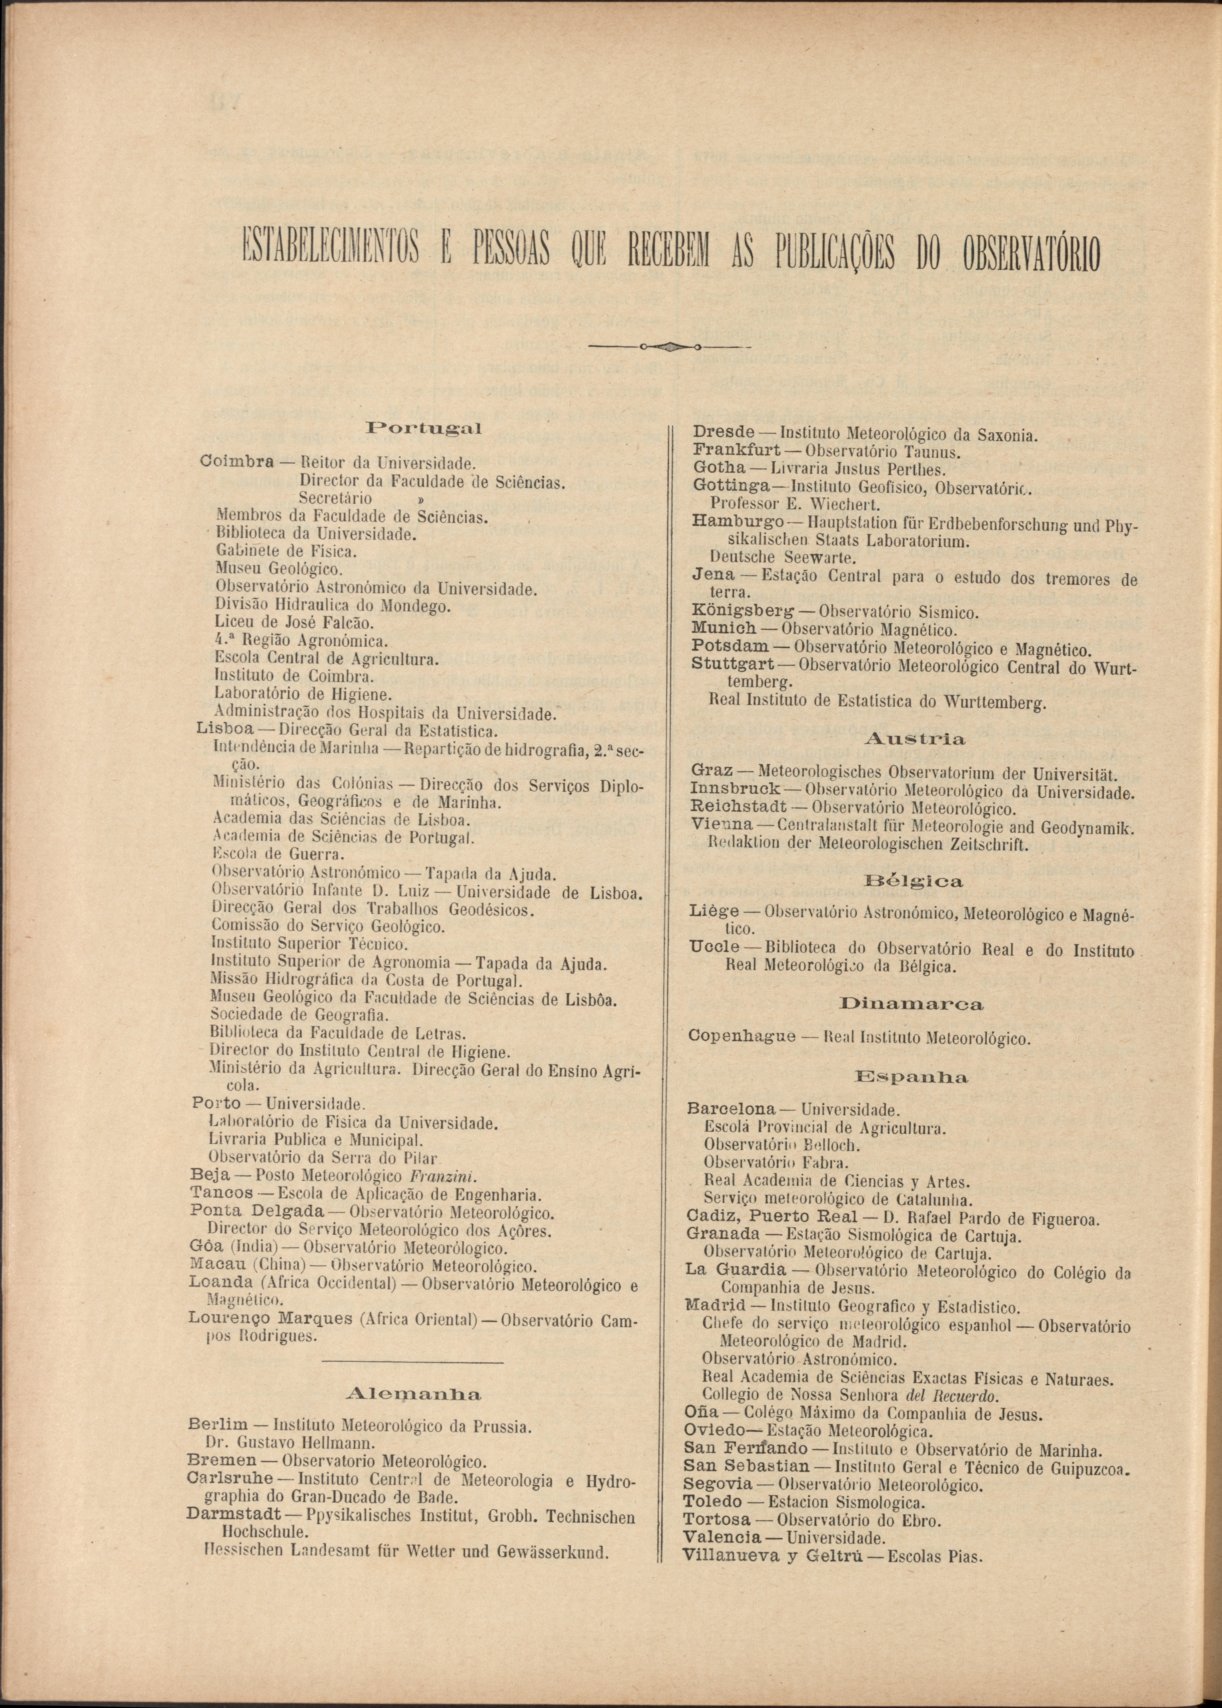 ESTABELECIMENTOS E PESSOAS QUE RECEBEM AS PUBLICAÇÕES DO OBSERVATÓRIO
Portugal
Coimbra — Reitor da Universidade.
Director da Faculdade de Sciências.
Secretário »
Membros da Faculdade de Sciências.
Biblioteca da Universidade.
Gabinete de Fisica.
Museu Geológico.
Observatório Astronómico da Universidade.
Divisão Hidraulica do Mondego.
Liceu de José Falcão.
4.ª Região Agronómica.
Escola Central de Agricultura.
Instituto de Coimbra.
Laboratório de Higiene.
Administração dos Hospitais da Universidade.
Lisboa — Direcção Geral da Estatistica.
Intendência de Marinha — Repartição de hidrografia, 2.ª sec-
ção.
Ministério das Colónias — Direcção dos Serviços Diplo-
máticos, Geográficos e de Marinha.
Academia das Sciências de Lisboa.
Academia de Sciências de Portugal.
Escola de Guerra.
Observatório Astronómico — Tapada da Ajuda.
Observatório Infante D. Luiz — Universidade de Lisboa.
Direcção Geral dos Trabalhos Geodésicos.
Comissão do Serviço Geológico.
Instituto Superior Técnico.
Instituto Superior de Agronomia — Tapada da Ajuda.
Missão Hidrográfica da Costa de Portugal.
Museu Geológico da Faculdade de Sciências de Lisbôa.
Sociedade de Geografia.
Biblioteca da Faculdade de Letras.
Director do Instituto Central de Higiene.
Ministério da Agricultura. Direcção Geral do Ensino Agri-
cola.
Porto — Universidade.
Laboratório de Fisica da Universidade.
Livraria Publica e Municipal.
Observatório da Serra do Pilar
Beja — Posto Meteorológico Franzini.
Tancos — Escola de Aplicação de Engenharia.
Ponta Delgada — Observatório Meteorológico.
Director do Serviço Meteorológico dos Açôres.
Gôa (India) — Observatório Meteorólogico.
Macau (China) — Observatório Meteorológico.
Loanda (Africa Occidental) — Observatório Meteorológico e
Magnético.
Lourenço Marques (Africa Oriental) — Observatório Cam-
pos Rodrigues.
Alemanha
Berlim — Instituto Meteorológico da Prussia.
Dr. Gustavo Hellmann.
Bremen — Observatorio Meteorológico.
Carlsruhe — Instituto Central de Meteorologia e Hydro-
graphia do Gran-Ducado de Bade.
Darmstadt — Ppysikalisches Institut, Grobh. Technischen
Hochschule.
Hessischen Landesamt für Wetter und Gewässerkund.
Dresde — Instituto Meteorológico da Saxonia.
Frankfurt — Observatório Taunus.
Gotha — Livraria Justus Perthes.
Gottinga — Instituto Geofisico, Observatório.
Professor E. Wiechert.
Hamburgo — Hauptstation für Erdbebenforschung und Phy-
sikalischen Staats Laboratorium.
Deutsche Seewarte.
Jena — Estação Central para o estudo dos tremores de
terra.
Königsberg — Observatório Sismico.
Munich — Observatório Magnético.
Potsdam — Observatório Meteorológico e Magnético.
Stuttgart — Observatório Meteorológico Central do Wurt-
temberg.
Real Instituto de Estatistica do Wurttemberg.
Austria
Graz — Meteorologisches Observatorium der Universität.
Innsbruck — Observatório Meteorológico da Universidade.
Reichstadt — Observatório Meteorológico.
Vienna — Centralanstalt für Meteorologie and Geodynamik.
Redaktion der Meteorologischen Zeitschrift.
Bélgica
Liége — Observatório Astronómico, Meteorológico e Magné-
tico.
Uccle — Biblioteca do Observatório Real e do Instituto
Real Meteorológico da Bélgica.
Dinamarca
Copenhague — Real Instituto Meteorológico.
Espanha
Barcelona — Universidade.
Escola Provincial de Agricultura.
Observatório Belloch.
Observatório Fabra.
Real Academia de Ciencias y Artes.
Serviço meteorológico de Catalunha.
Cadiz, Puerto Real — D. Rafael Pardo de Figueroa.
Granada — Estação Sismológica de Cartuja.
Observatório Meteorológico de Cartuja.
La Guardia — Observatório Meteorológico do Colégio da
Companhia de Jesus.
Madrid — Instituto Geografico y Estadistico.
Chefe do serviço meteorológico espanhol — Observatório
Meteorológico de Madrid.
Observatório Astronómico.
Real Academia de Sciências Exactas Fisicas e Naturaes.
Collegio de Nossa Senhora del Recuerdo.
Oña — Colégo Máximo da Companhia de Jesus.
Oviedo — Estação Meteorológica.
San Fernando — Instituto e Observatório de Marinha.
San Sebastian — Instituto Geral e Técnico de Guipuzcoa.
Segovia — Observatório Meteorológico.
Toledo — Estacion Sismologica.
Tortosa — Observatório do Ebro.
Valencia — Universidade.
Villanueva y Geltrú — Escolas Pias.